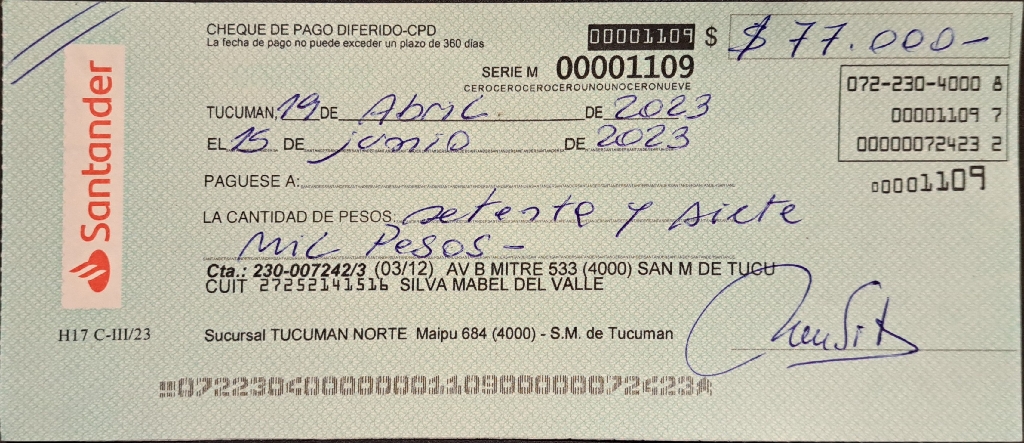 CHEQUE DE PAGO DIFERIDO-CPD
La fecha de pago no puede exceder un plazo de 360 días
00001109 $ $ 77.000-
SERIE M 00001109
CEROCEROCEROCEROUNOUNOCERONUEVE
072-230-4000 8
00001109 7
00000072423 2
00001109
TUCUMAN, 19 DE Abril DE 2023
EL 15 DE junio DE 2023
PAGUESE A:
LA CANTIDAD DE PESOS setenta y siete
mil Pesos-
Cta.: 230-007242/3 (03/12) AV B MITRE 533 (4000) SAN M DE TUCU
CUIT 27252141516 SILVA MABEL DEL VALLE
Santander
H17 C-III/23
Sucursal TUCUMAN NORTE Maipu 684 (4000) - S.M. de Tucuman